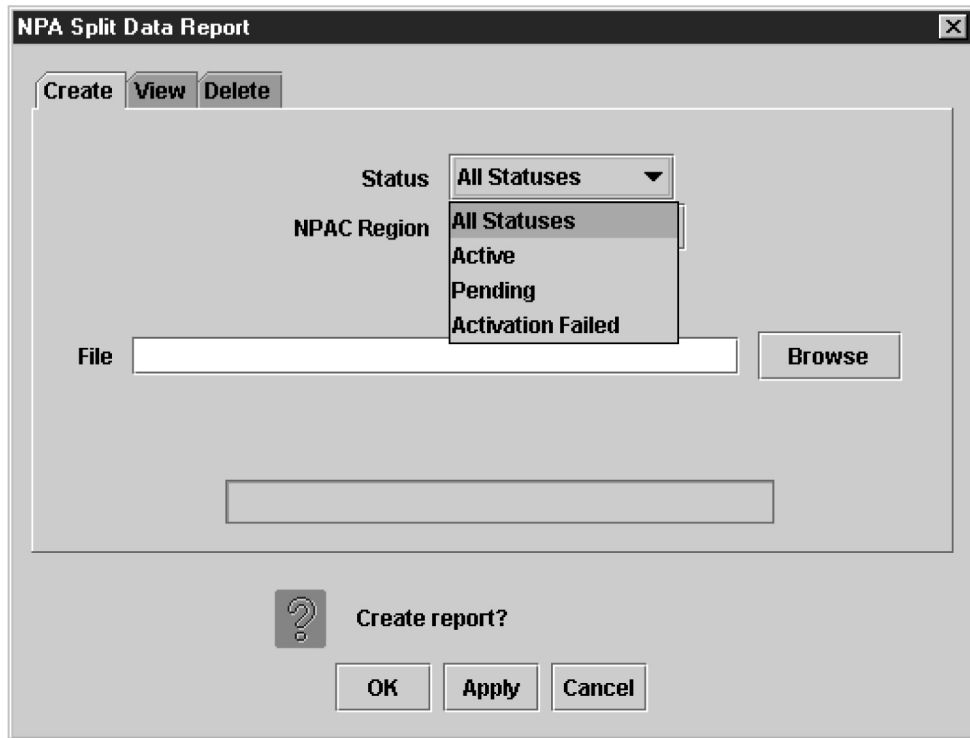 NPA Split Data Report
Create View Delete
Status All Statuses
NPAC Region All Statuses
Active
Pending
Activation Failed
File Browse
Create report?
OK Apply Cancel